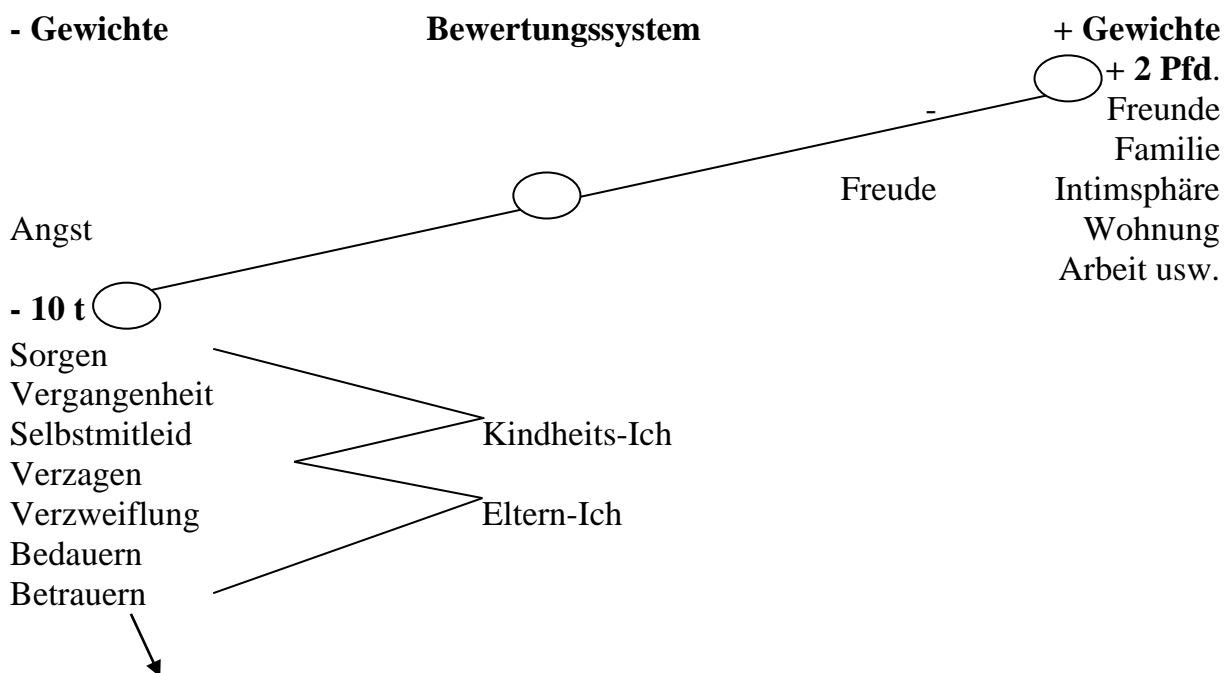 - Gewichte Bewertungssystem + Gewichte
+ 2 Pfd.
- Freunde
Familie
Freude Intimsphäre
Angst Wohnung
Arbeit usw.
- 10 t
Sorgen
Vergangenheit
Selbstmitleid Kindheits-Ich
Verzagen
Verzweiflung Eltern-Ich
Bedauern
Betrauern